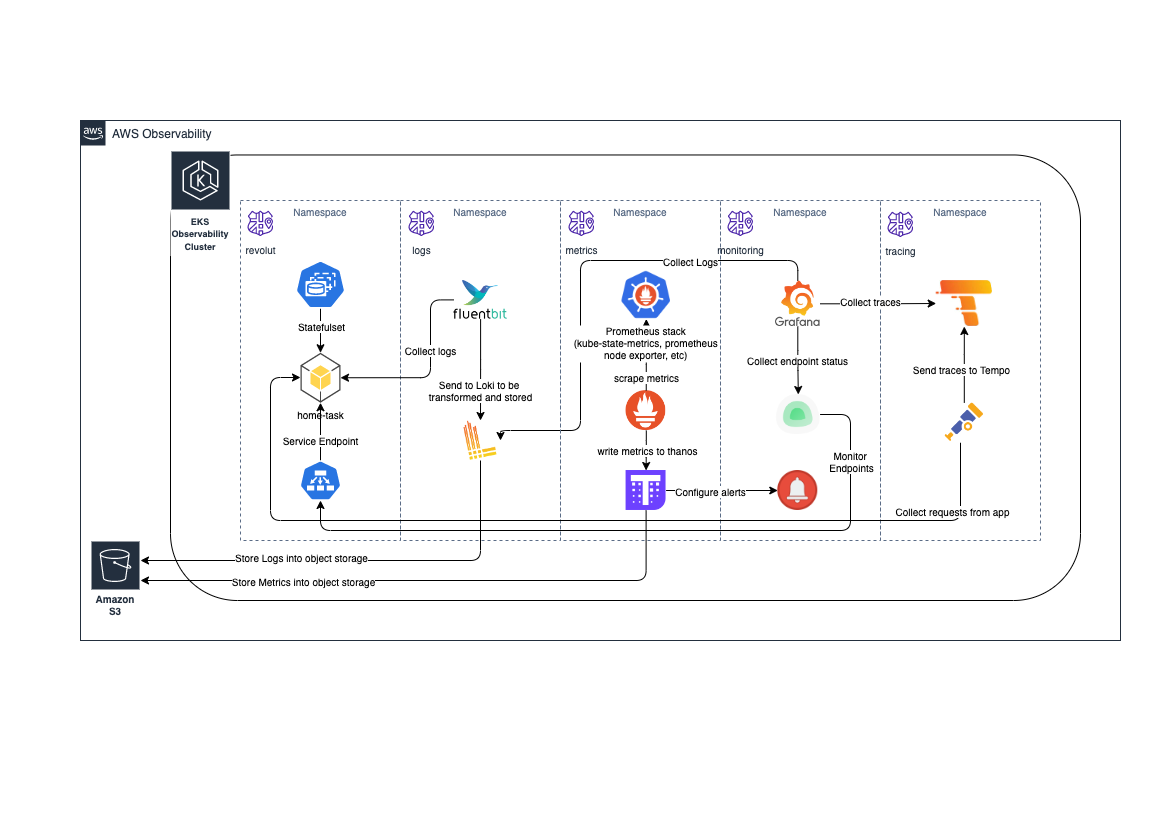 aws
AWS Observability
K
EKS
Observability
Cluster
Namespace
Namespace
Namespace
Namespace
Namespace
revolut
logs
metrics
monitoring
tracing
Collect Logs
Statefulset
fluentbit
Grafana
Collect traces
Prometheus stack
(kube-state-metrics, prometheus
node exporter, etc)
Collect logs
Collect endpoint status
Send traces to Tempo
scrape metrics
Send to Loki to be
transformed and stored
home-task
Service Endpoint
write metrics to thanos
Monitor
Endpoints
Configure alerts
Collect requests from app
Store Logs into object storage
Store Metrics into object storage
Amazon
S3